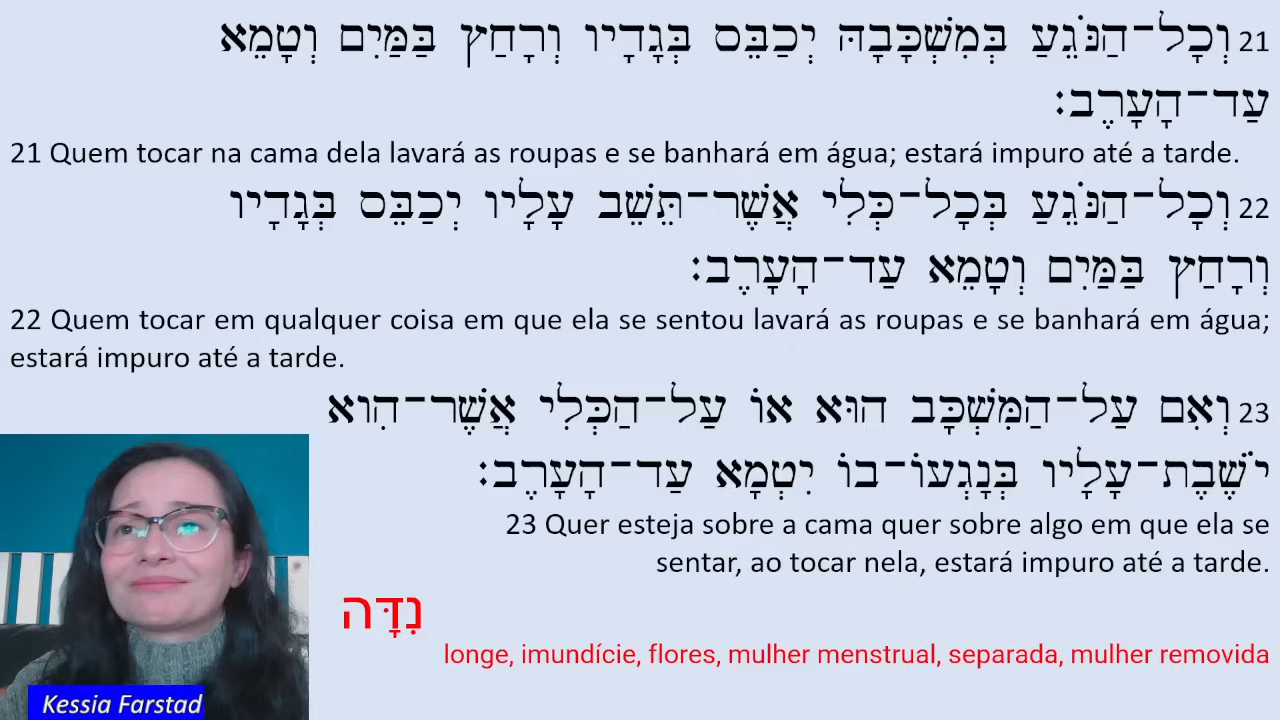 21 וְכָל־הַנֹּגֵעַ בְּמִשְׁכָּבָהּ יְכַבֵּס בְּגָדָיו וְרָחַץ בַּמַּיִם וְטָמֵא
עַד־הָעָרֶב׃
21 Quem tocar na cama dela lavará as roupas e se banhará em água; estará impuro até a tarde.
22 וְכָל־הַנֹּגֵעַ בְּכָל־כְּלִי אֲשֶׁר־תֵּשֵׁב עָלָיו יְכַבֵּס בְּגָדָיו
וְרָחַץ בַּמַּיִם וְטָמֵא עַד־הָעָרֶב׃
22 Quem tocar em qualquer coisa em que ela se sentou lavará as roupas e se banhará em água;
estará impuro até a tarde.
23 וְאִם עַל־הַמִּשְׁכָּב הוּא אוֹ עַל־הַכְּלִי אֲשֶׁר־הִוא
יֹשֶׁבֶת־עָלָיו בְּנָגְעוֹ־בוֹ יִטְמָא עַד־הָעָרֶב׃
23 Quer esteja sobre a cama quer sobre algo em que ela se
sentar, ao tocar nela, estará impuro até a tarde.
נִדָּה
longe, imundície, flores, mulher menstrual, separada, mulher removida
Kessia Farstad